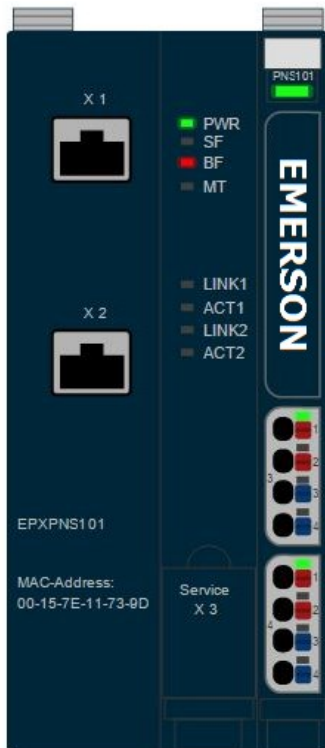 X 1
PNS101
PWR
SF
BF
MT
EMERSON
LINK1
X 2
ACT1
LINK2
ACT2
1
2
3
3
4
EPXPNS101
MAC-Address:
00-15-7E-11-73-9D
Service
X 3
1
2
4
3
4